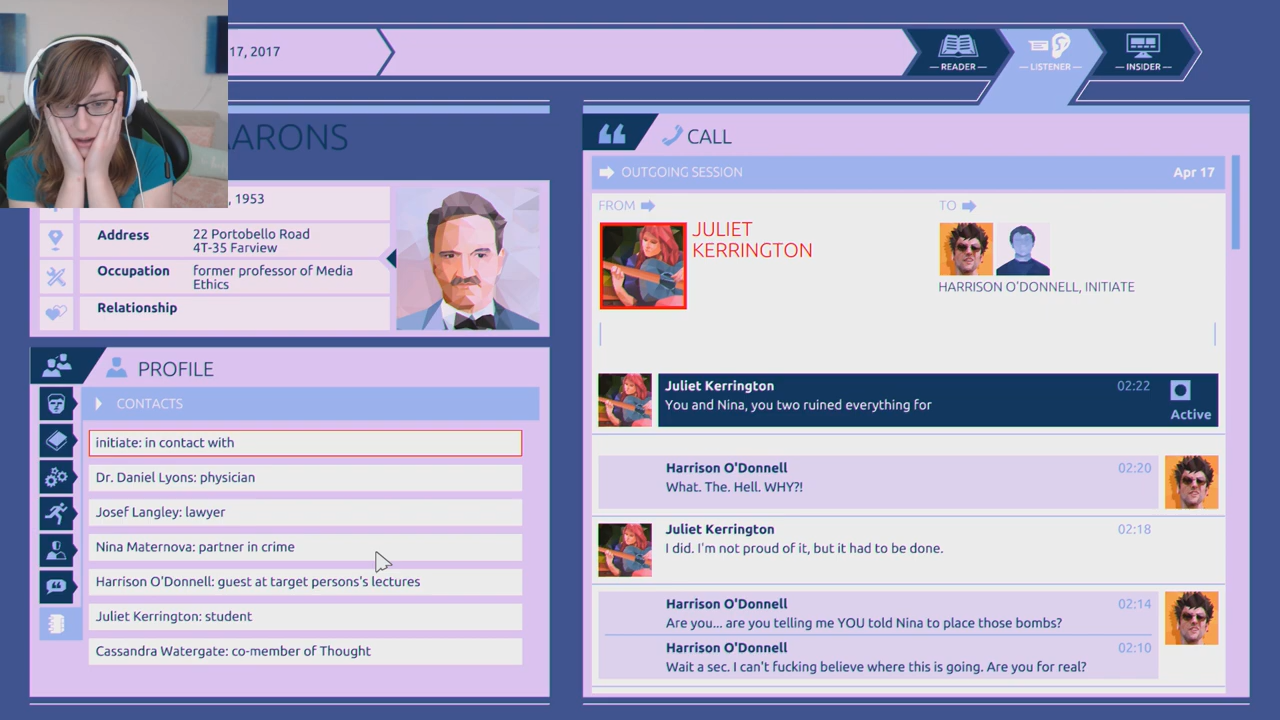 17, 2017
READER
LISTENER
INSIDER
AARONS
, 1953
Address
22 Portobello Road
4T-35 Farview
Occupation
former professor of Media
Ethics
Relationship
PROFILE
CONTACTS
initiate: in contact with
Dr. Daniel Lyons: physician
Josef Langley: lawyer
Nina Maternova: partner in crime
Harrison O'Donnell: guest at target persons's lectures
Juliet Kerrington: student
Cassandra Watergate: co-member of Thought
CALL
OUTGOING SESSION
Apr 17
FROM
TO
JULIET
KERRINGTON
HARRISON O'DONNELL, INITIATE
Juliet Kerrington
02:22
You and Nina, you two ruined everything for
Active
Harrison O'Donnell
02:20
What. The. Hell. WHY?!
Juliet Kerrington
02:18
I did. I'm not proud of it, but it had to be done.
Harrison O'Donnell
02:14
Are you... are you telling me YOU told Nina to place those bombs?
Harrison O'Donnell
02:10
Wait a sec. I can't fucking believe where this is going. Are you for real?